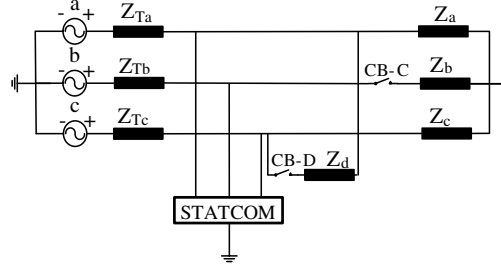 a
Z_Ta
Z_a
- +
b
Z_Tb
CB-C
Z_b
- +
c
Z_Tc
Z_c
- +
CB-D
Z_d
STATCOM